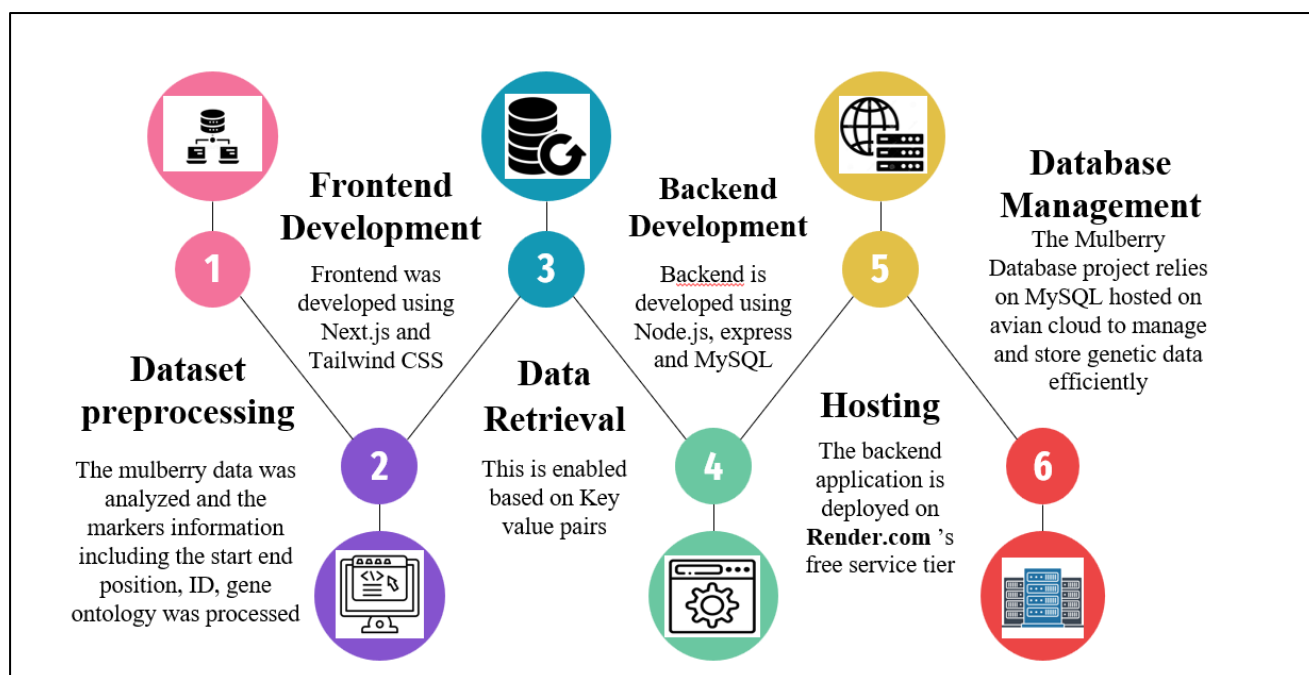 1
Dataset
preprocessing
The mulberry data was
analyzed and the
markers information
including the start end
position, ID, gene
ontology was processed
Frontend
Development
Frontend was
developed using
Next.js and
Tailwind CSS
2
3
Data
Retrieval
This is enabled
based on Key
value pairs
Backend
Development
Backend is
developed using
Node.js, express
and MySQL
4
5
Hosting
The backend
application is
deployed on
Render.com 's
free service tier
Database
Management
The Mulberry
Database project relies
on MySQL hosted on
avian cloud to manage
and store genetic data
efficiently
6